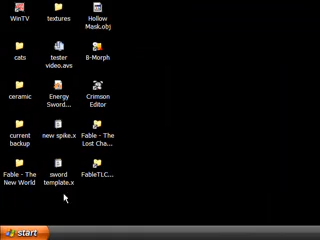 WinTV
textures
Hollow
Mask.obj
cats
tester
video.avs
8-Morph
ceramic
Energy
Sword...
Crimson
Editor
current
backup
new spike.x
Fable - The
Lost Cha...
Fable - The
New World
sword
template.x
FableTLC...
start